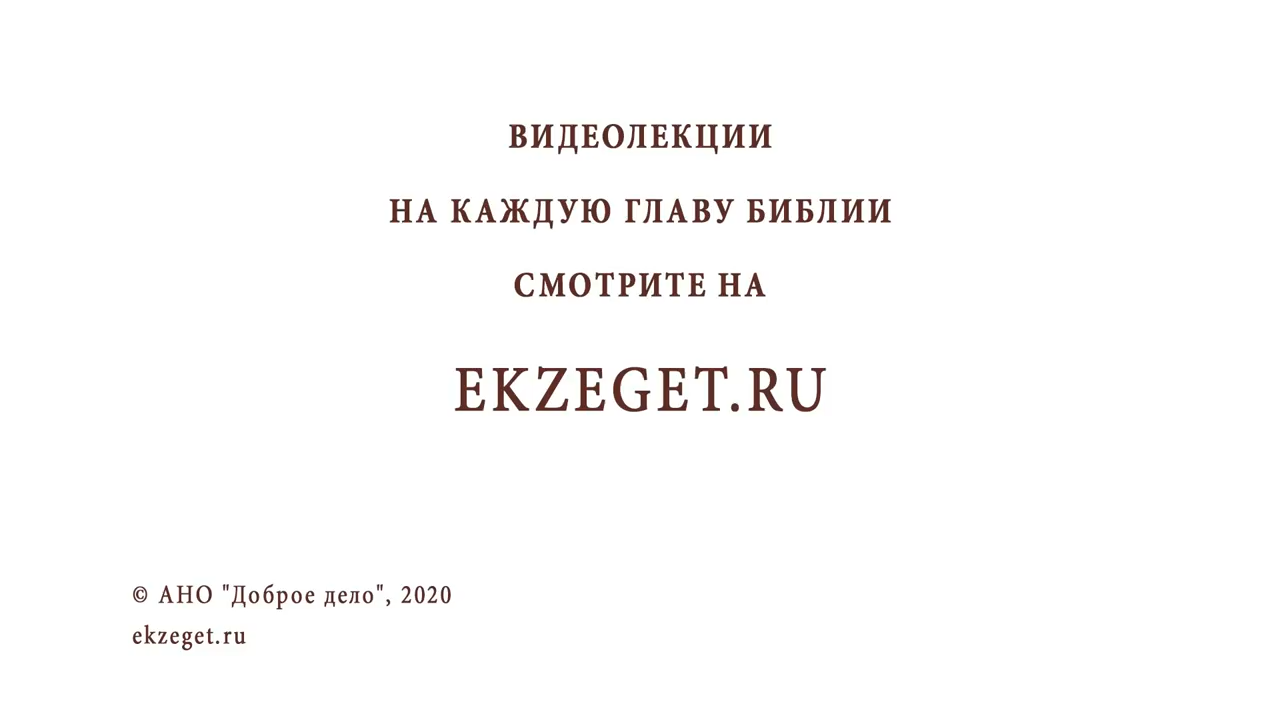 ВИДЕОЛЕКЦИИ
НА КАЖДУЮ ГЛАВУ БИБЛИИ
СМОТРИТЕ НА
EKZEGET.RU
© АНО "Доброе дело", 2020
ekzeget.ru